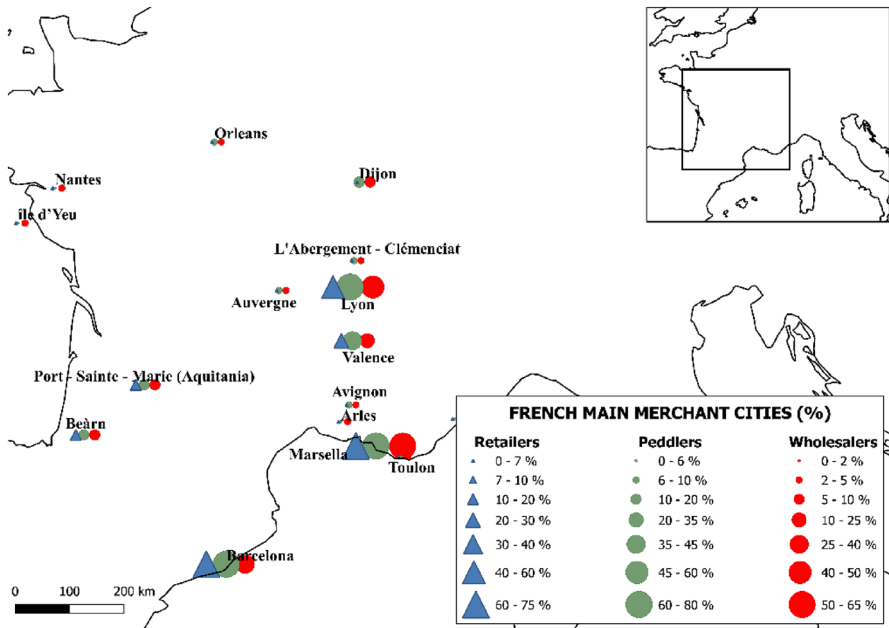 Orleans
Nantes
Dijon
île d'Yeu
L'Abergement - Clémenciat
Auvergne
Lyon
Valence
Port - Sainte - Marie (Aquitania)
Avignon
Arles
Beàrn
Marsella
Toulon
Barcelona
0 100 200 km
FRENCH MAIN MERCHANT CITIES (%)
Retailers Peddlers Wholesalers
0 - 7 % 0 - 6 % 0 - 2 %
7 - 10 % 6 - 10 % 2 - 5 %
10 - 20 % 10 - 20 % 5 - 10 %
20 - 30 % 20 - 35 % 10 - 25 %
30 - 40 % 35 - 45 % 25 - 40 %
40 - 60 % 45 - 60 % 40 - 50 %
60 - 75 % 60 - 80 % 50 - 65 %